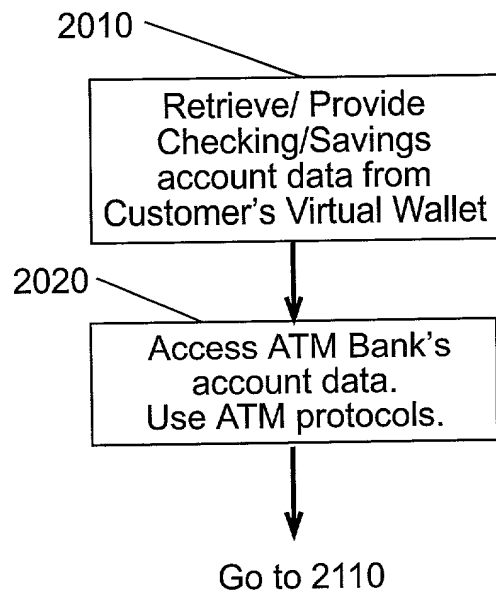 2010
Retrieve/ Provide
Checking/Savings
account data from
Customer's Virtual Wallet
2020
Access ATM Bank's
account data.
Use ATM protocols.
Go to 2110